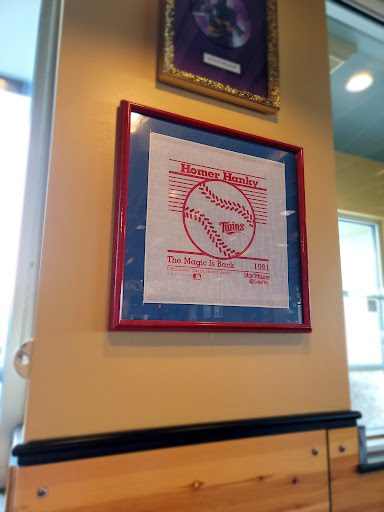 Homer Hanky
Twins
The Magic Is Back 1991
Star Tribune